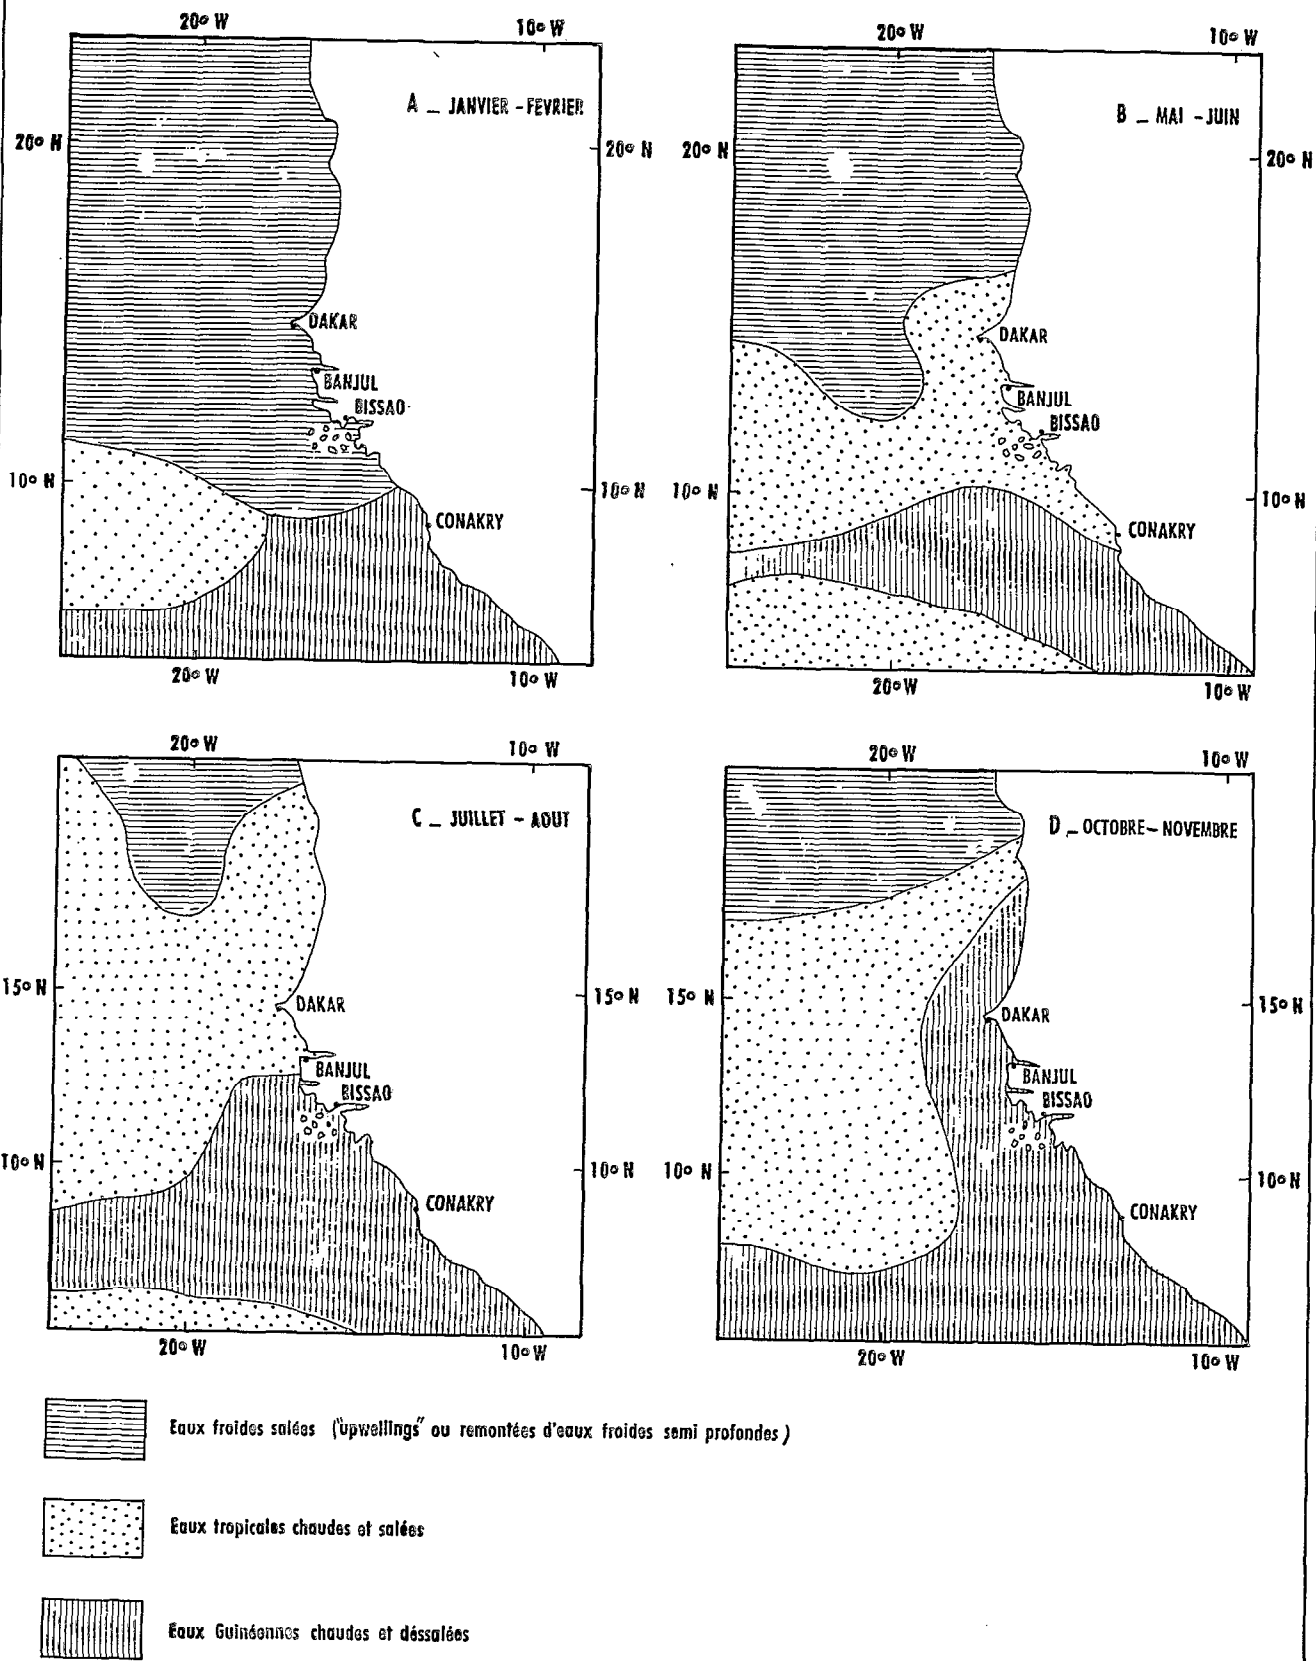 20° W 10° W
A _ JANVIER - FEVRIER
20° N 20° N
DAKAR
BANJUL
BISSAO
10° N 10° N
CONAKRY
20° W 10° W
20° W 10° W
B _ MAI - JUIN
20° N 20° N
DAKAR
BANJUL
BISSAO
10° N 10° N
CONAKRY
20° W 10° W
20° W 10° W
C _ JUILLET - AOUT
15° N 15° N
DAKAR
BANJUL
BISSAO
10° N 10° N
CONAKRY
20° W 10° W
20° W 10° W
D _ OCTOBRE - NOVEMBRE
15° N 15° N
DAKAR
BANJUL
BISSAO
10° N 10° N
CONAKRY
20° W 10° W
Eaux froides salées ("upwellings" ou remontées d'eaux froides semi profondes)
Eaux tropicales chaudes et salées
Eaux Guinéennes chaudes et déssalées